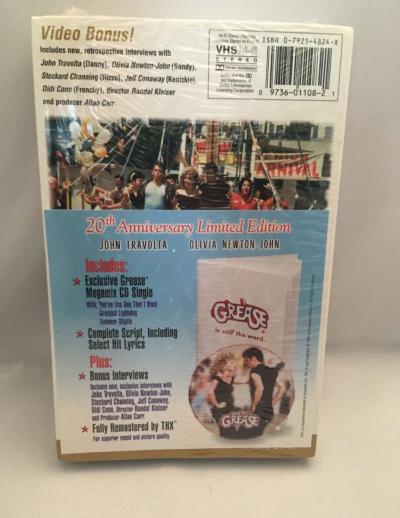 Video Bonus!
Includes new, retrospective interviews with
John Travolta (Danny), Olivia Newton-John (Sandy),
Stockard Channing (Rizzo), Jeff Conaway (Kenickie)
Didi Conn (Frenchy), director Randal Kleiser
and producer Allan Carr.
VHS
HI-FI
STEREO
ISBN 0-7921-4824-X
0 9736-01108-2 1
CARNIVAL
20th Anniversary Limited Edition
JOHN TRAVOLTA OLIVIA NEWTON-JOHN
Includes:
Exclusive Grease
Megamix CD Single
With: You're The One That I Want
Greased Lightning
Summer Nights
Complete Script, Including
Select Hit Lyrics
Plus:
Bonus Interviews
Includes new, exclusive interviews with
John Travolta, Olivia Newton-John,
Stockard Channing, Jeff Conaway,
Didi Conn, Director Randal Kleiser
and Producer Allan Carr.
Fully Remastered by THX
For superior sound and picture quality.
GREASE
is still the word.
GREASE